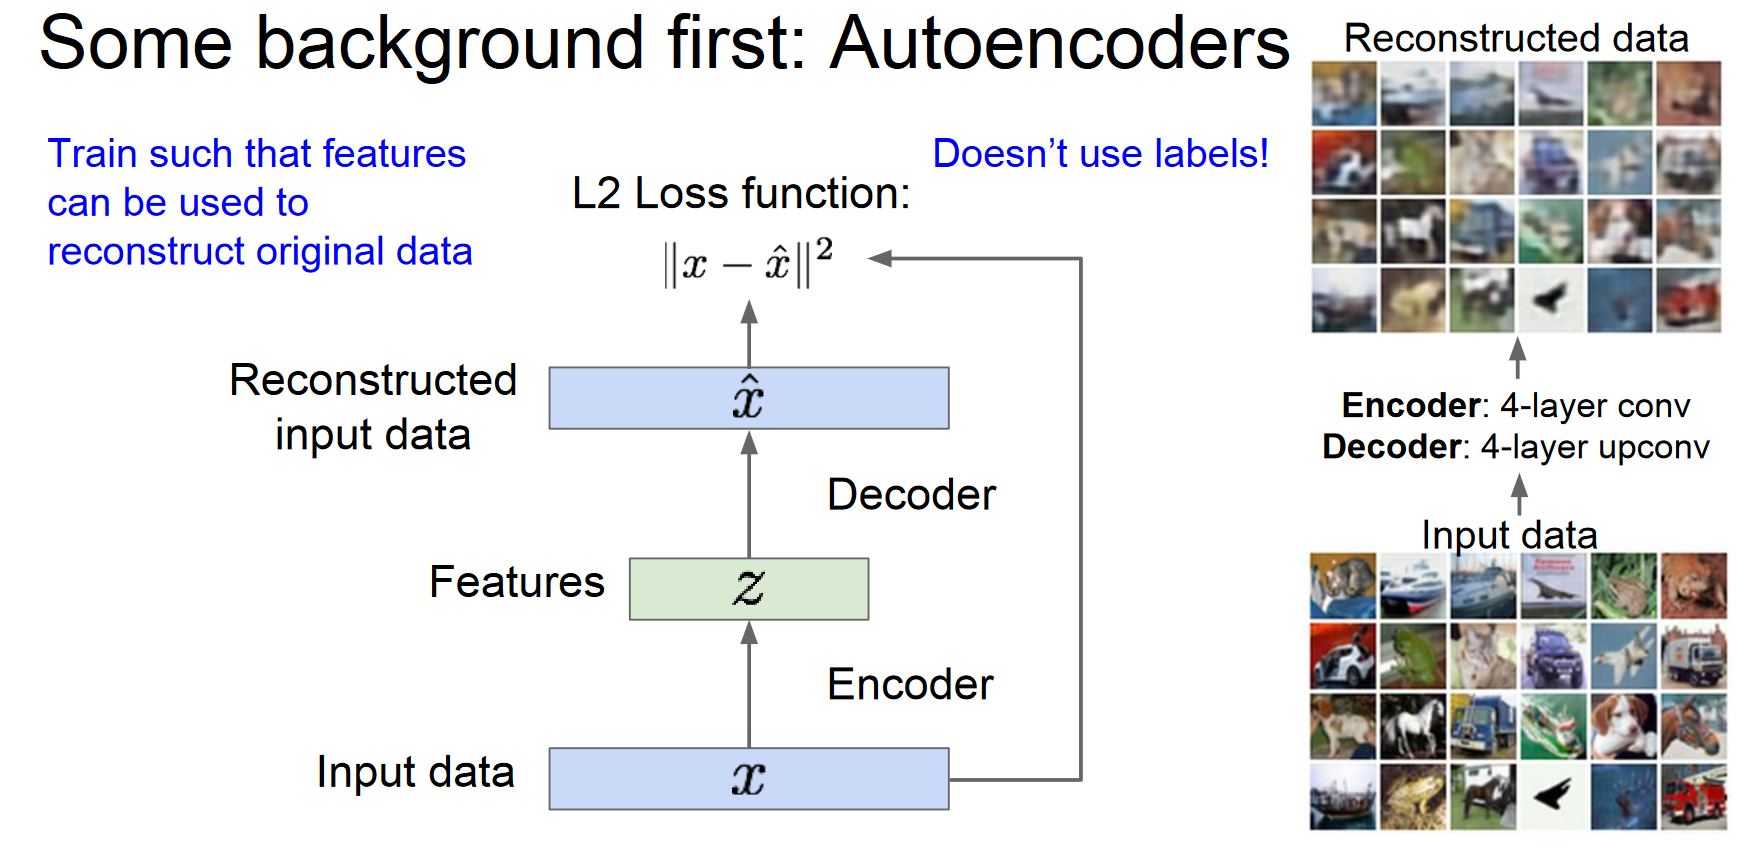 Some background first: Autoencoders
Train such that features
can be used to
reconstruct original data
Doesn't use labels!
L2 Loss function:
‖x − x̂‖²
Reconstructed
input data
x̂
Decoder
Features
z
Encoder
Input data
x
Reconstructed data
Encoder: 4-layer conv
Decoder: 4-layer upconv
Input data